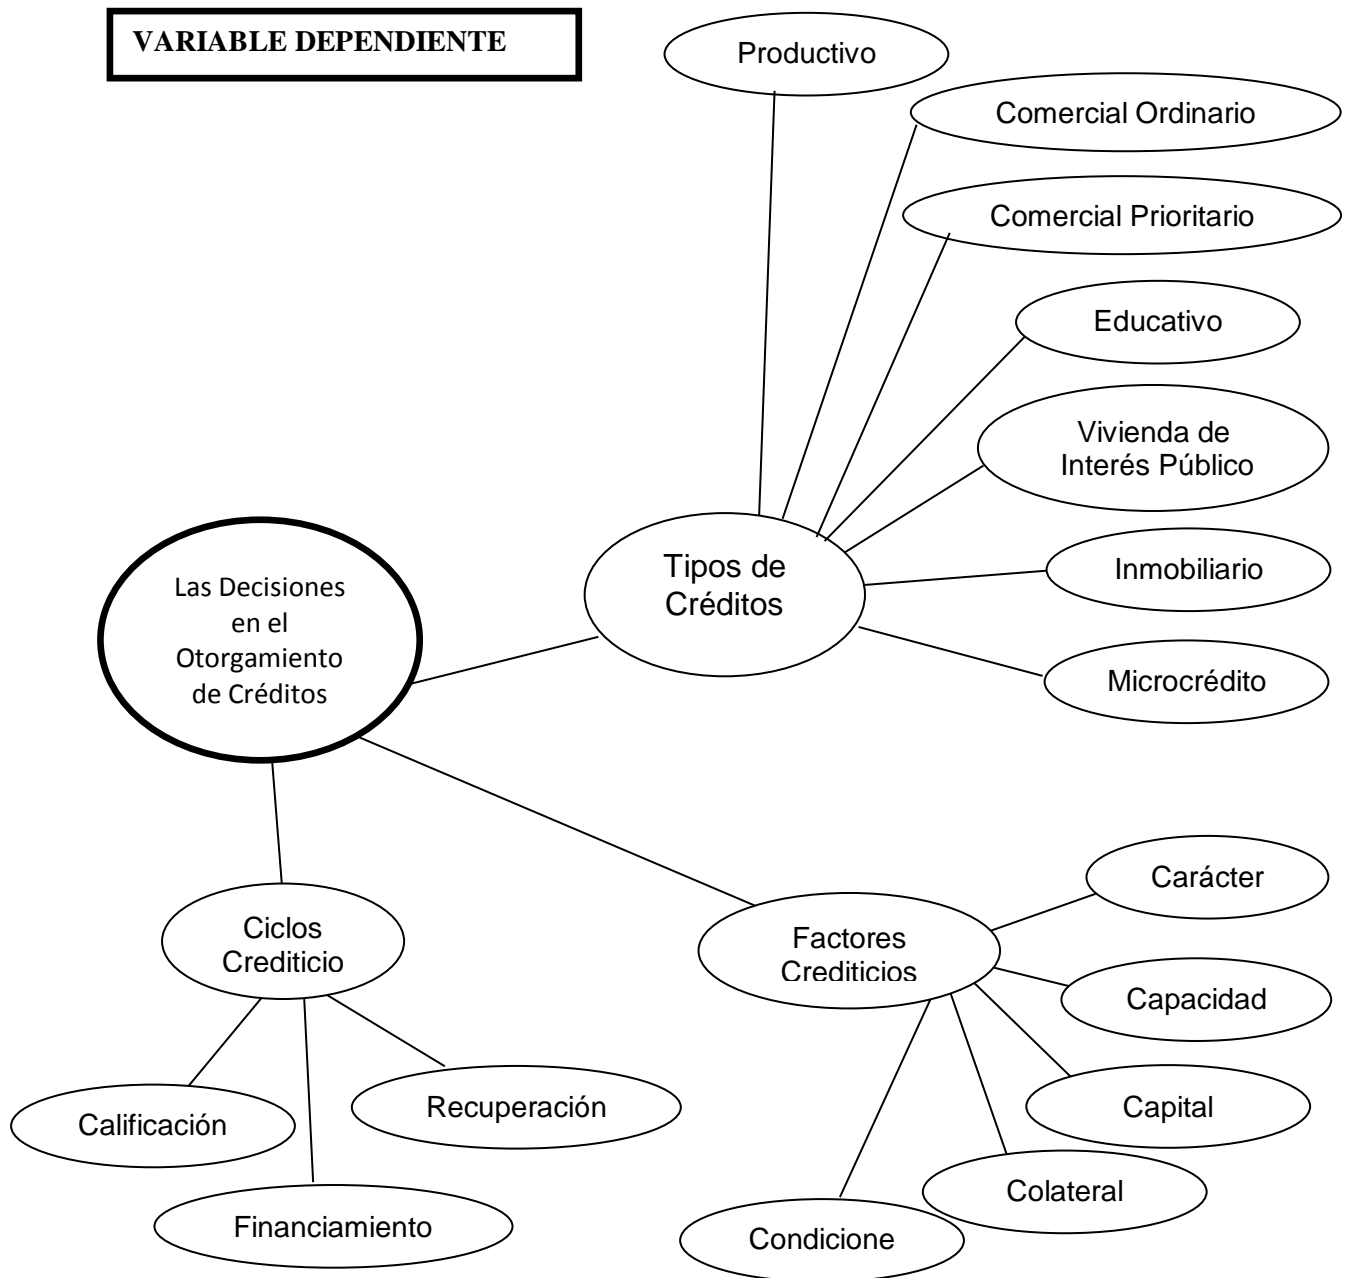 VARIABLE DEPENDIENTE
Productivo
Comercial Ordinario
Comercial Prioritario
Educativo
Vivienda de
Interés Público
Inmobiliario
Microcrédito
Tipos de
Créditos
Las Decisiones
en el
Otorgamiento
de Créditos
Ciclos
Crediticio
Calificación
Financiamiento
Recuperación
Factores
Crediticios
Carácter
Capacidad
Capital
Colateral
Condicione